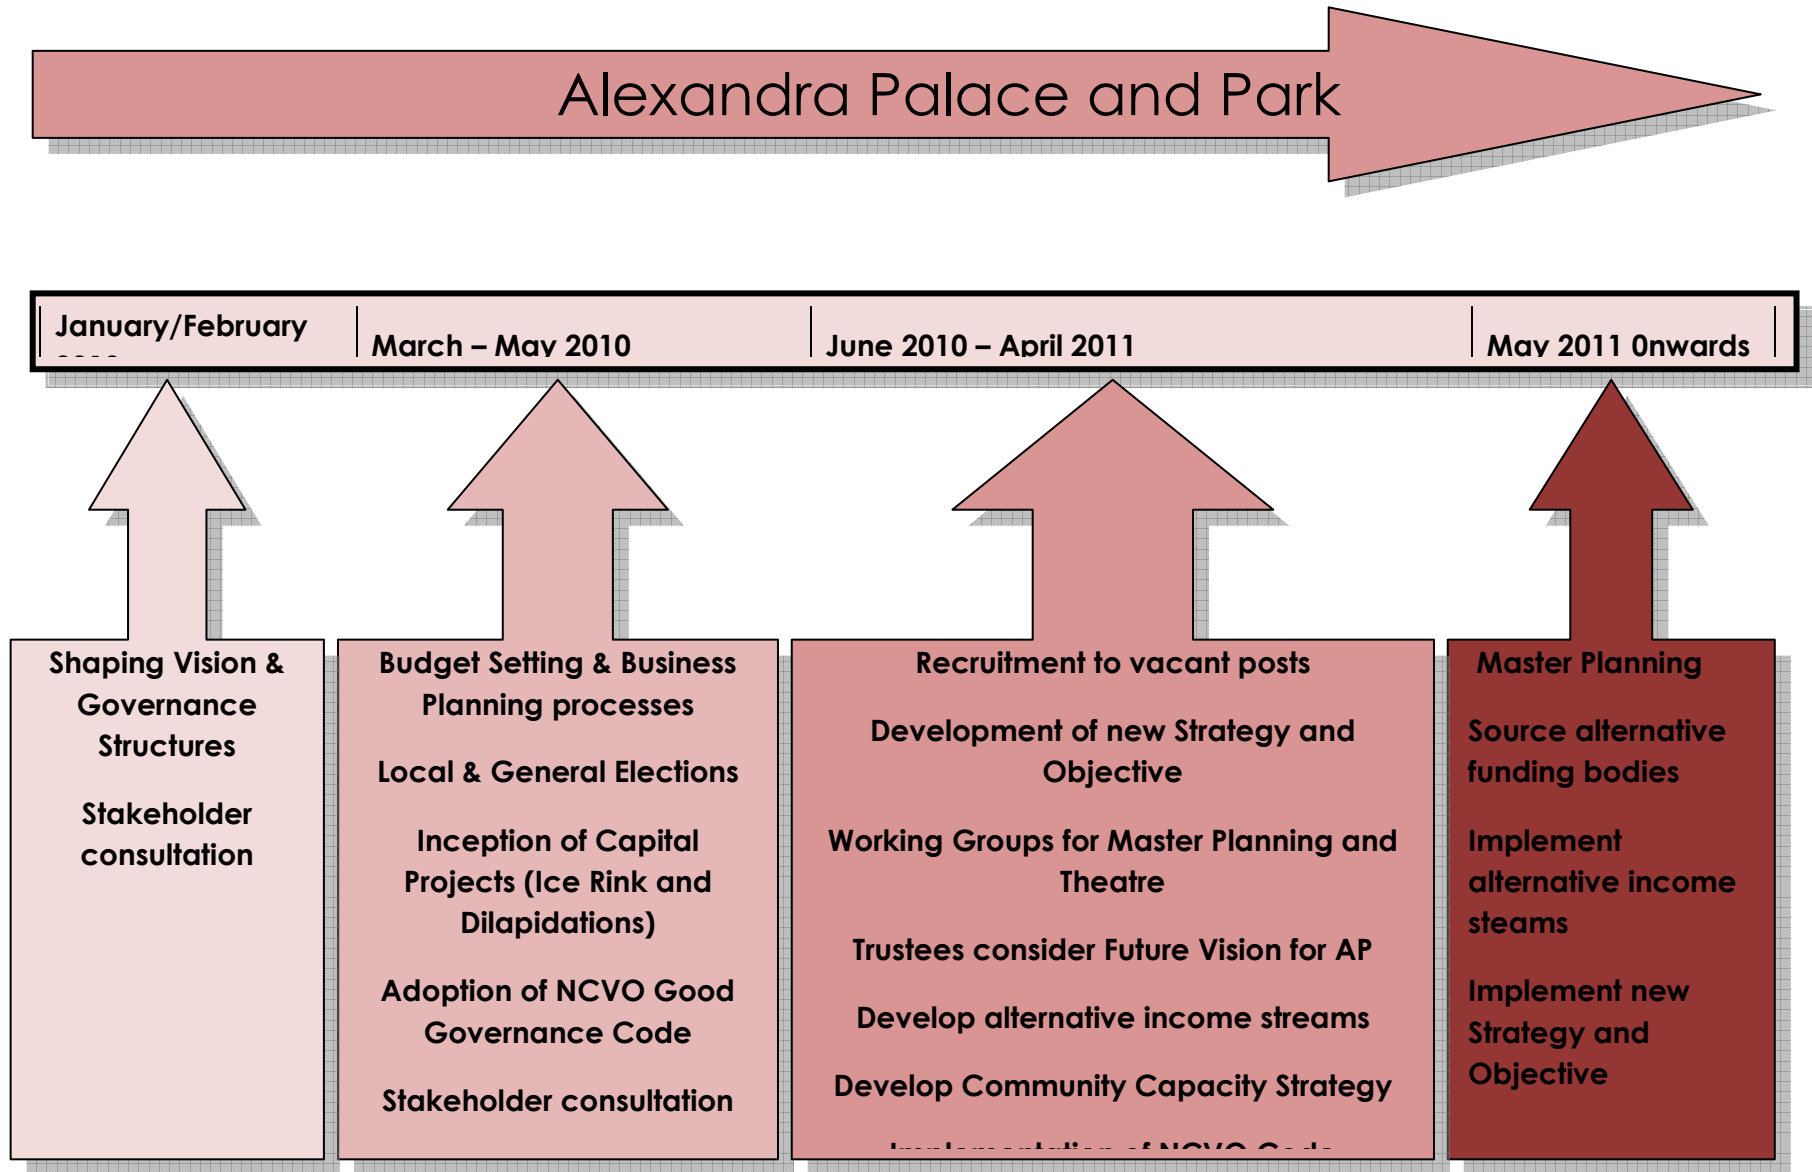 Alexandra Palace and Park
January/February
March – May 2010
June 2010 – April 2011
May 2011 0nwards
Shaping Vision &
Governance
Structures
Stakeholder
consultation
Budget Setting & Business
Planning processes
Local & General Elections
Inception of Capital
Projects (Ice Rink and
Dilapidations)
Adoption of NCVO Good
Governance Code
Stakeholder consultation
Recruitment to vacant posts
Development of new Strategy and
Objective
Working Groups for Master Planning and
Theatre
Trustees consider Future Vision for AP
Develop alternative income streams
Develop Community Capacity Strategy
Implementation of NCVO Code
Master Planning
Source alternative
funding bodies
Implement
alternative income
steams
Implement new
Strategy and
Objective